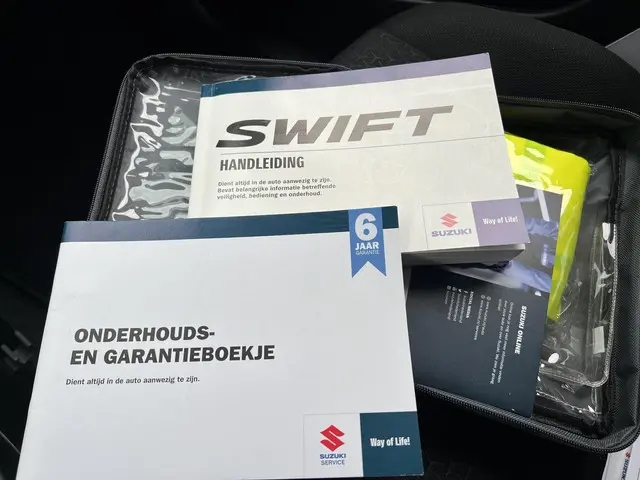 SWIFT
HANDLEIDING
Dient altijd in de auto aanwezig te zijn.
Bevat belangrijke informatie betreffende
veiligheid, bediening en onderhoud.
SUZUKI
Way of Life!
6
JAAR
GARANTIE
ONDERHOUDS-
EN GARANTIEBOEKJE
Dient altijd in de auto aanwezig te zijn.
SUZUKI
SERVICE
Way of Life!
SUZUKI ONLINE